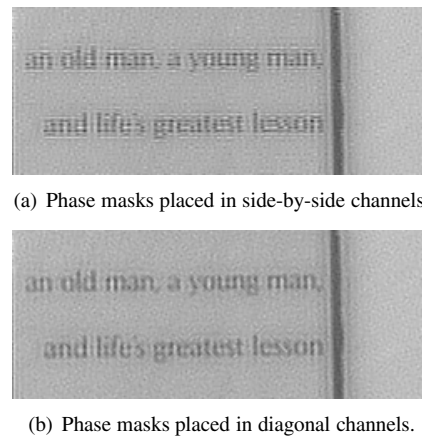 an old man, a young man,
and life's greatest lesson
(a) Phase masks placed in side-by-side channels
an old man, a young man,
and life's greatest lesson
(b) Phase masks placed in diagonal channels.